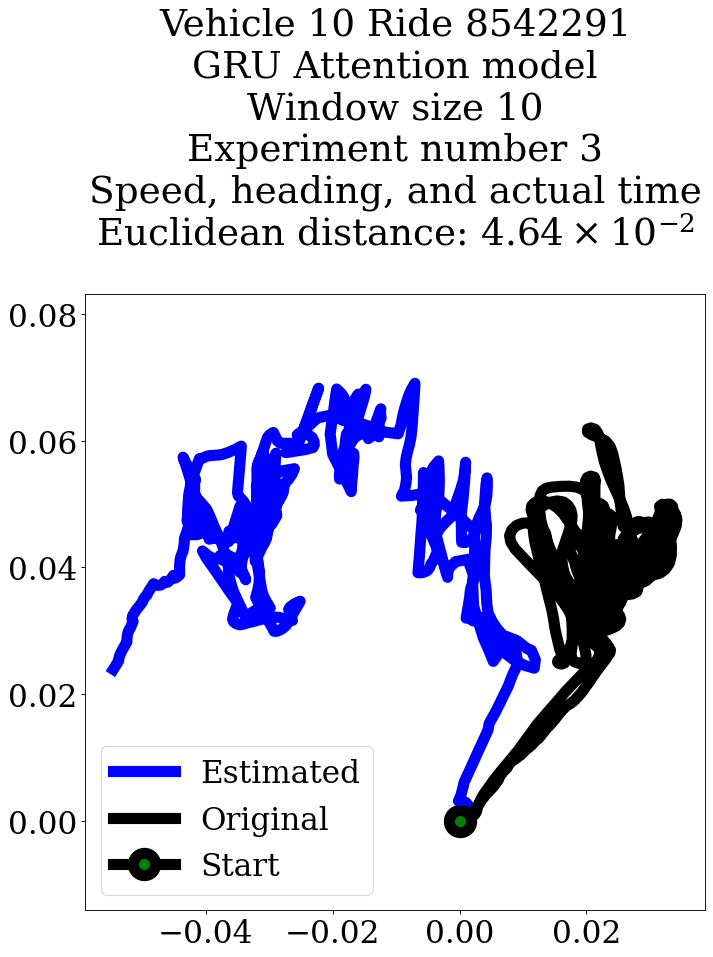 Vehicle 10 Ride 8542291
GRU Attention model
Window size 10
Experiment number 3
Speed, heading, and actual time
Euclidean distance: 4.64 × 10⁻²
0.08
0.06
0.04
0.02
0.00
Estimated
Original
Start
−0.04 −0.02 0.00 0.02